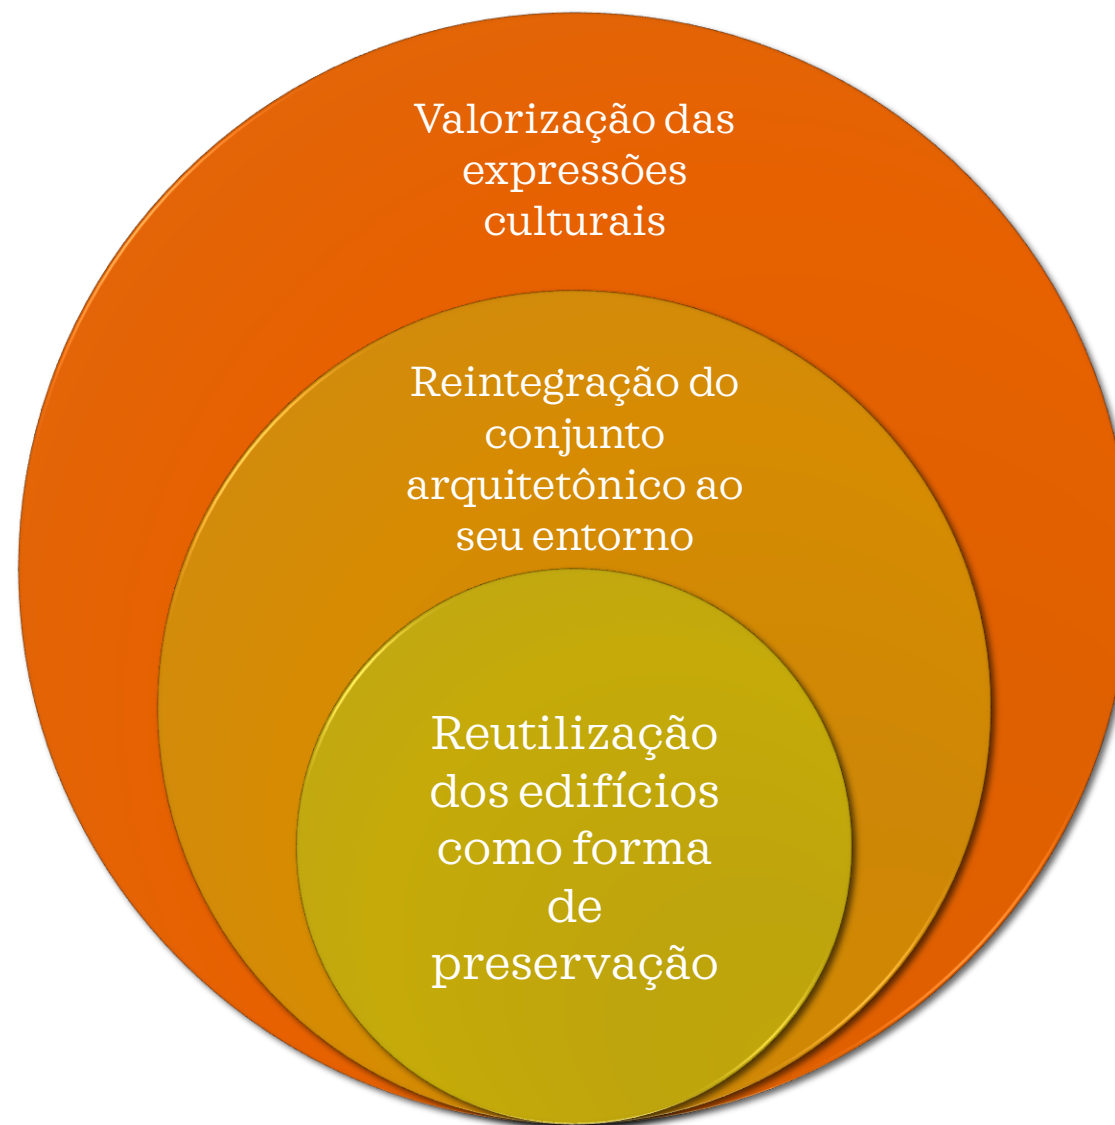 Valorização das
expressões
culturais
Reintegração do
conjunto
arquitetônico ao
seu entorno
Reutilização
dos edifícios
como forma
de
preservação